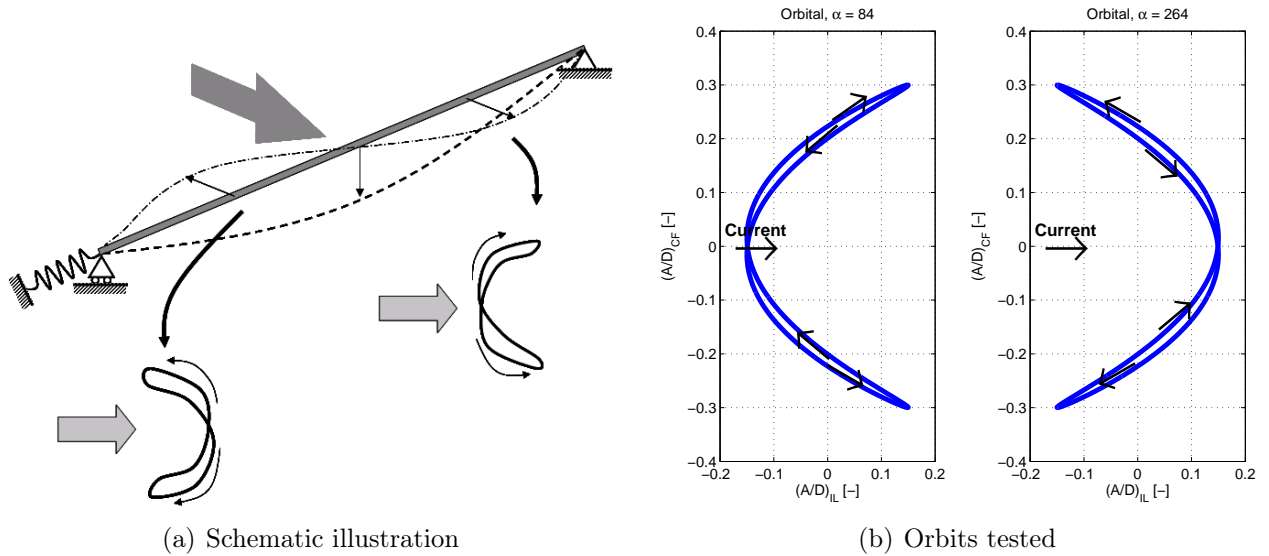 Orbital, α = 84
0.4
0.3
0.2
0.1
0
−0.1
−0.2
−0.3
−0.4
(A/D)CF [−]
Current
−0.2 −0.1 0 0.1 0.2
(A/D)IL [−]
Orbital, α = 264
0.4
0.3
0.2
0.1
0
−0.1
−0.2
−0.3
−0.4
(A/D)CF [−]
Current
−0.2 −0.1 0 0.1 0.2
(A/D)IL [−]
(a) Schematic illustration
(b) Orbits tested